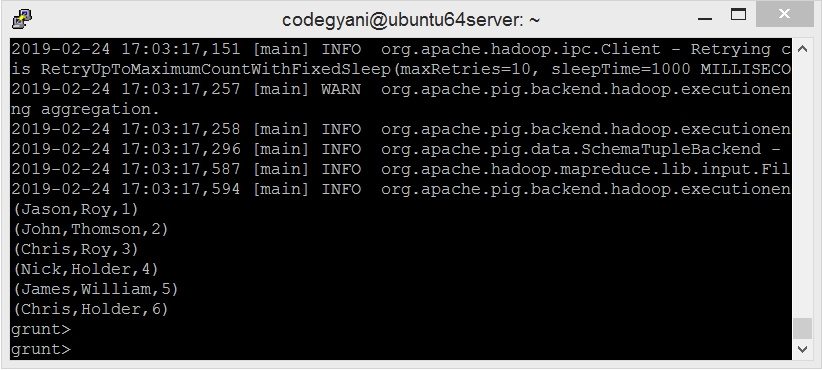 codegyani@ubuntu64server: ~
2019-02-24 17:03:17,151 [main] INFO  org.apache.hadoop.ipc.Client - Retrying c
is RetryUpToMaximumCountWithFixedSleep(maxRetries=10, sleepTime=1000 MILLISECO
2019-02-24 17:03:17,257 [main] WARN  org.apache.pig.backend.hadoop.executionen
ng aggregation.
2019-02-24 17:03:17,258 [main] INFO  org.apache.pig.backend.hadoop.executionen
2019-02-24 17:03:17,296 [main] INFO  org.apache.pig.data.SchemaTupleBackend -
2019-02-24 17:03:17,587 [main] INFO  org.apache.hadoop.mapreduce.lib.input.Fil
2019-02-24 17:03:17,594 [main] INFO  org.apache.pig.backend.hadoop.executionen
(Jason,Roy,1)
(John,Thomson,2)
(Chris,Roy,3)
(Nick,Holder,4)
(James,William,5)
(Chris,Holder,6)
grunt>
grunt>